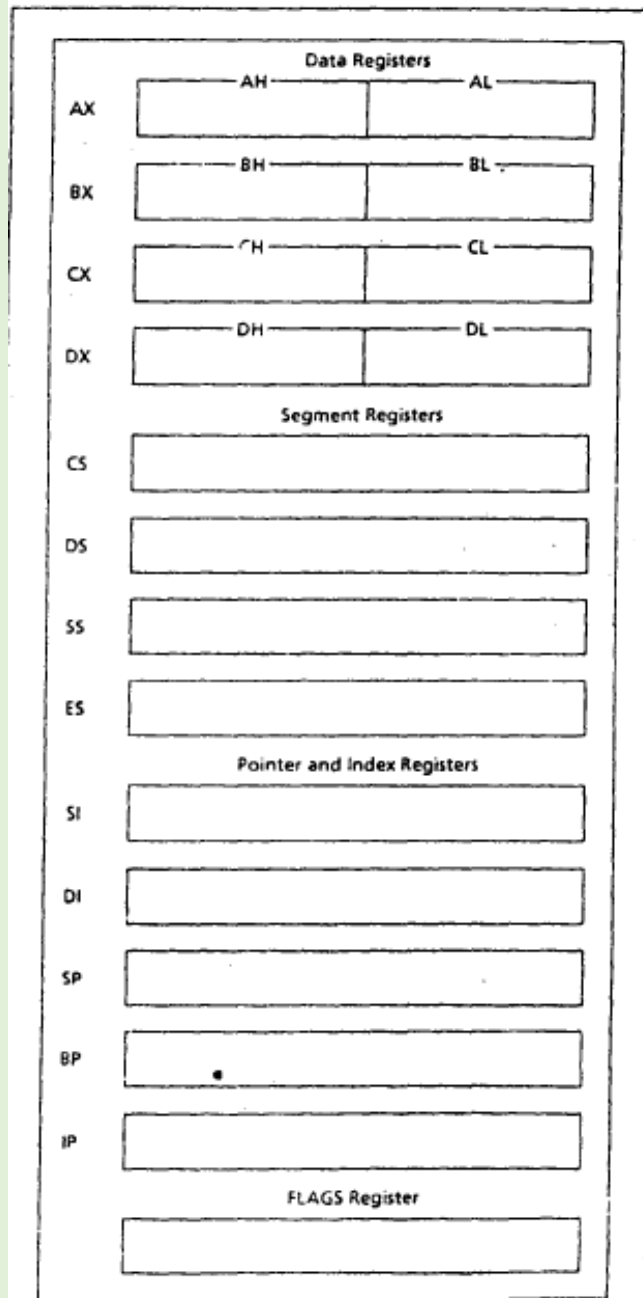 Data Registers
AH AL
AX
BH BL
BX
CH CL
CX
DH DL
DX
Segment Registers
CS
DS
SS
ES
Pointer and Index Registers
SI
DI
SP
BP
IP
FLAGS Register